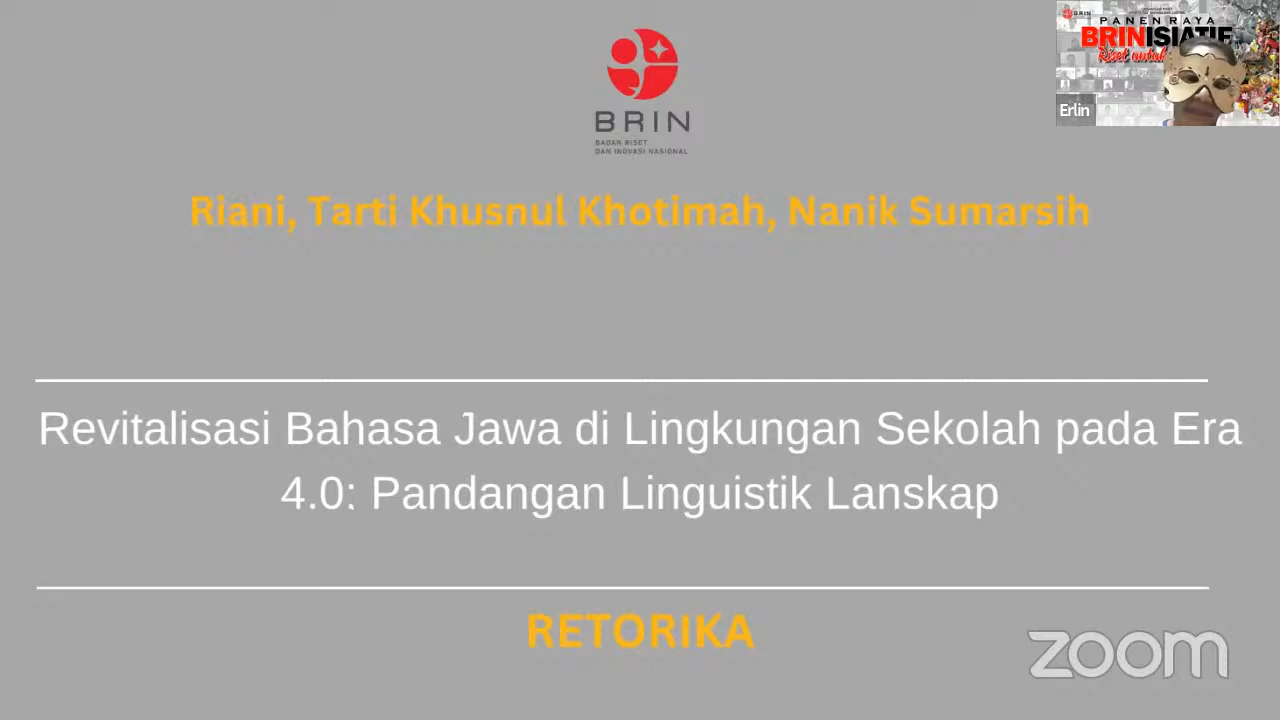 BRIN
BADAN RISET
DAN INOVASI NASIONAL
BRIN
PANEN RAYA
BRINISIATIF
Riset untuk
Erlin
Riani, Tarti Khusnul Khotimah, Nanik Sumarsih
Revitalisasi Bahasa Jawa di Lingkungan Sekolah pada Era
4.0: Pandangan Linguistik Lanskap
RETORIKA
zoom